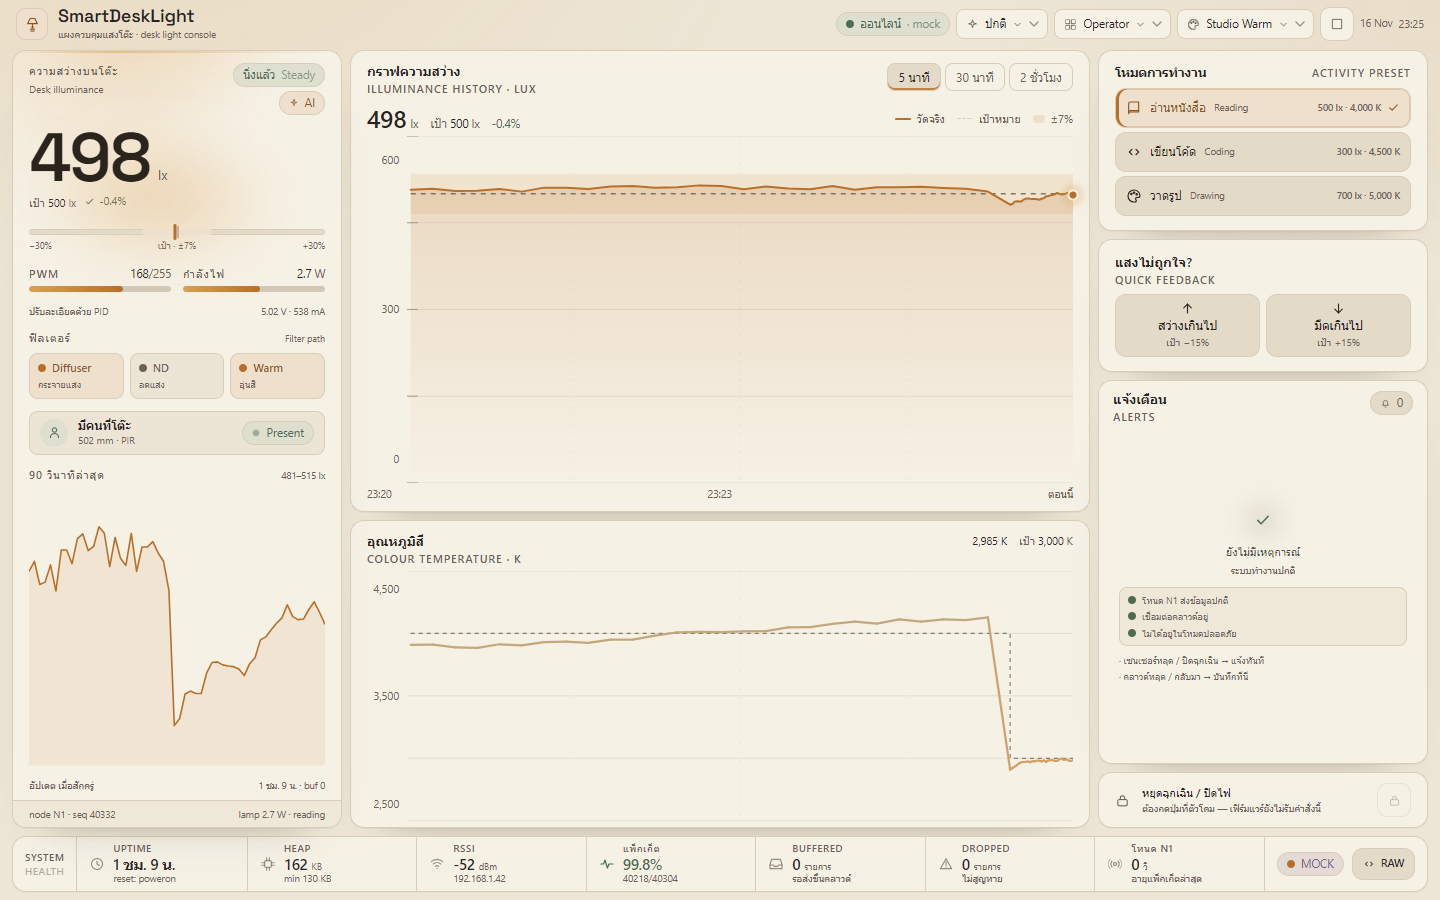 SmartDeskLight
แผงควบคุมแสงโต๊ะ · desk light console
ออนไลน์ · mock
ปกติ
Operator
Studio Warm
16 Nov 23:25
ความสว่างบนโต๊ะ
Desk illuminance
นิ่งแล้ว Steady
AI
498 lx
เป้า 500 lx
-0.4%
−30%
เป้า · ±7%
+30%
PWM 168/255
กำลังไฟ 2.7 W
ปรับละเอียดด้วย PID
5.02 V · 538 mA
ฟิลเตอร์
Filter path
Diffuser
กระจายแสง
ND
ลดแสง
Warm
อุ่นสี
มีคนที่โต๊ะ
502 mm · PIR
Present
90 วินาทีล่าสุด
481–515 lx
อัปเดต เมื่อสักครู่
1 ชม. 9 น. · buf 0
node N1 · seq 40332
lamp 2.7 W · reading
กราฟความสว่าง
ILLUMINANCE HISTORY · LUX
5 นาที
30 นาที
2 ชั่วโมง
498 lx เป้า 500 lx -0.4%
วัดจริง
เป้าหมาย
±7%
600
300
0
23:20
23:23
ตอนนี้
อุณหภูมิสี
COLOUR TEMPERATURE · K
2,985 K เป้า 3,000 K
4,500
3,500
2,500
โหมดการทำงาน
ACTIVITY PRESET
อ่านหนังสือ Reading 500 lx · 4,000 K
เขียนโค้ด Coding 300 lx · 4,500 K
วาดรูป Drawing 700 lx · 5,000 K
แสงไม่ถูกใจ?
QUICK FEEDBACK
สว่างเกินไป
เป้า −15%
มืดเกินไป
เป้า +15%
แจ้งเตือน
ALERTS
0
ยังไม่มีเหตุการณ์
ระบบทำงานปกติ
โหนด N1 ส่งข้อมูลปกติ
เชื่อมต่อคลาวด์อยู่
ไม่ได้อยู่ในโหมดปลอดภัย
· เซนเซอร์หลุด / ปิดฉุกเฉิน → แจ้งทันที
· คลาวด์หลุด / กลับมา → บันทึกที่นี่
หยุดฉุกเฉิน / ปิดไฟ
ต้องกดปุ่มที่ตัวโคม — เฟิร์มแวร์ยังไม่รับคำสั่งนี้
SYSTEM
HEALTH
UPTIME
1 ชม. 9 น.
reset: poweron
HEAP
162 KB
min 130 KB
RSSI
-52 dBm
192.168.1.42
แพ็กเก็ต
99.8%
40218/40304
BUFFERED
0 รายการ
รอส่งขึ้นคลาวด์
DROPPED
0 รายการ
ไม่สูญหาย
โหนด N1
0 วิ
อายุแพ็กเก็ตล่าสุด
MOCK
RAW